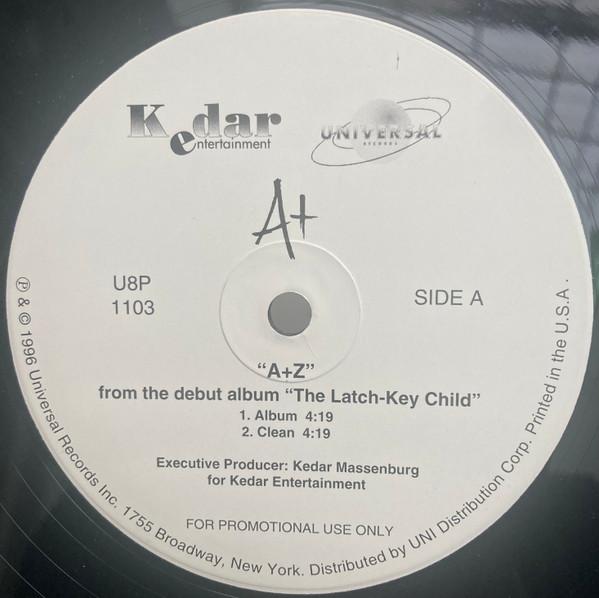 Kedar
entertainment
UNIVERSAL
RECORDS
A+
U8P
1103
SIDE A
“A+Z”
from the debut album “The Latch-Key Child”
1. Album 4:19
2. Clean 4:19
Executive Producer: Kedar Massenburg
for Kedar Entertainment
FOR PROMOTIONAL USE ONLY
℗ & © 1996 Universal Records Inc. 1755 Broadway, New York. Distributed by UNI Distribution Corp. Printed in the U.S.A.